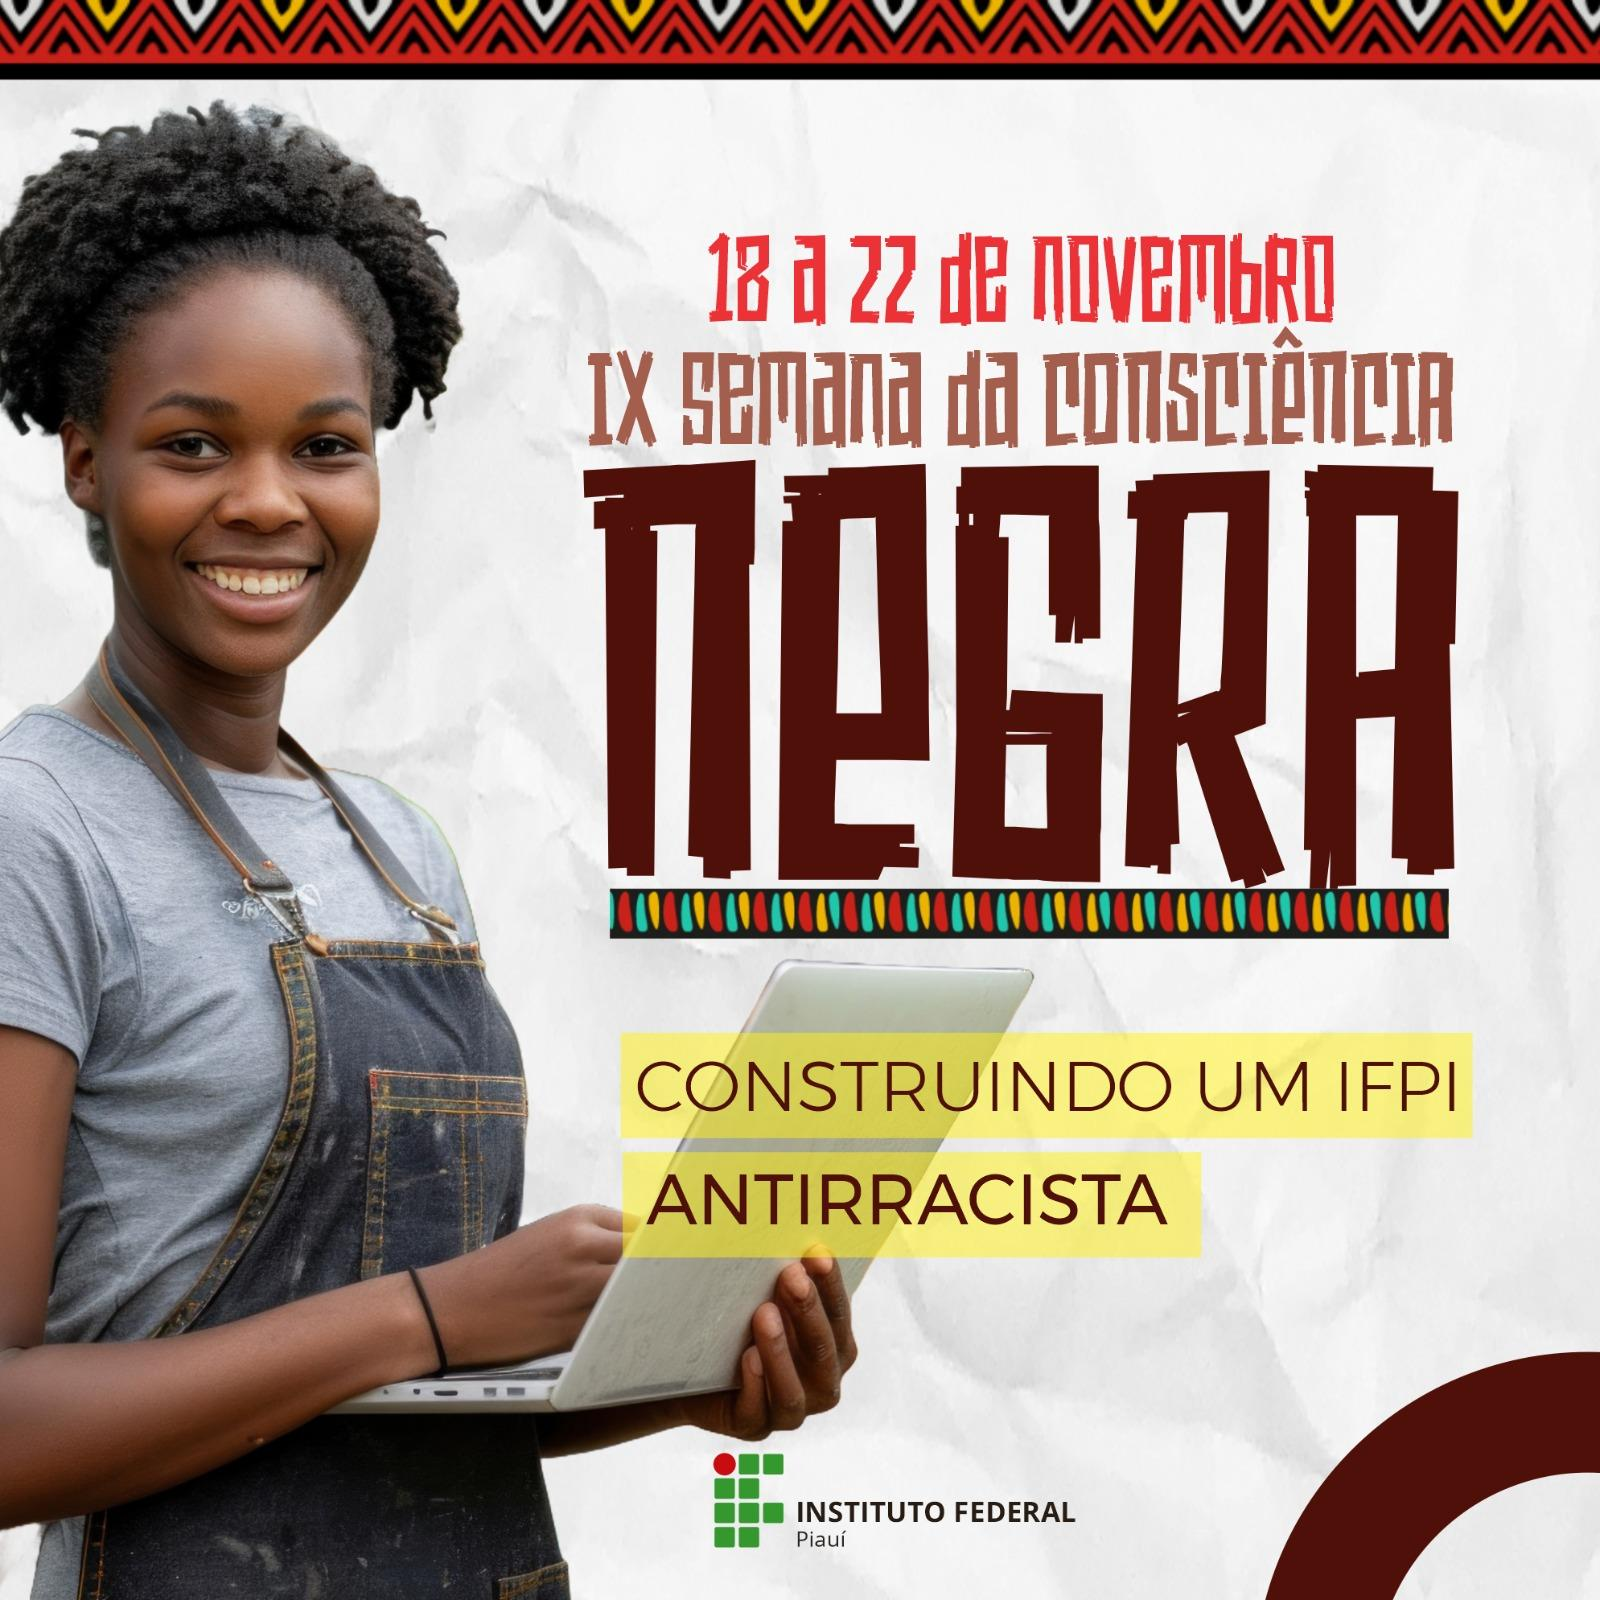 18 a 22 de novembro
IX semana da consciência
negra
CONSTRUINDO UM IFPI
ANTIRRACISTA
INSTITUTO FEDERAL
Piauí